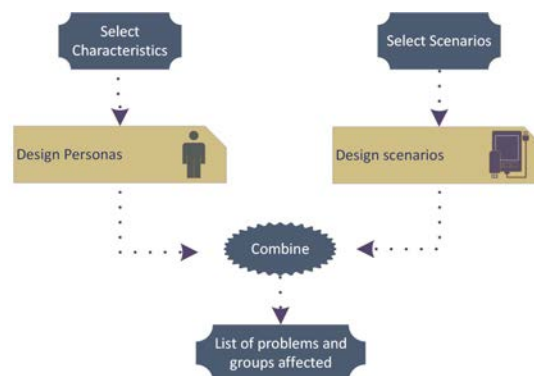 Select
Characteristics
Select Scenarios
Design Personas
Design scenarios
Combine
List of problems and
groups affected